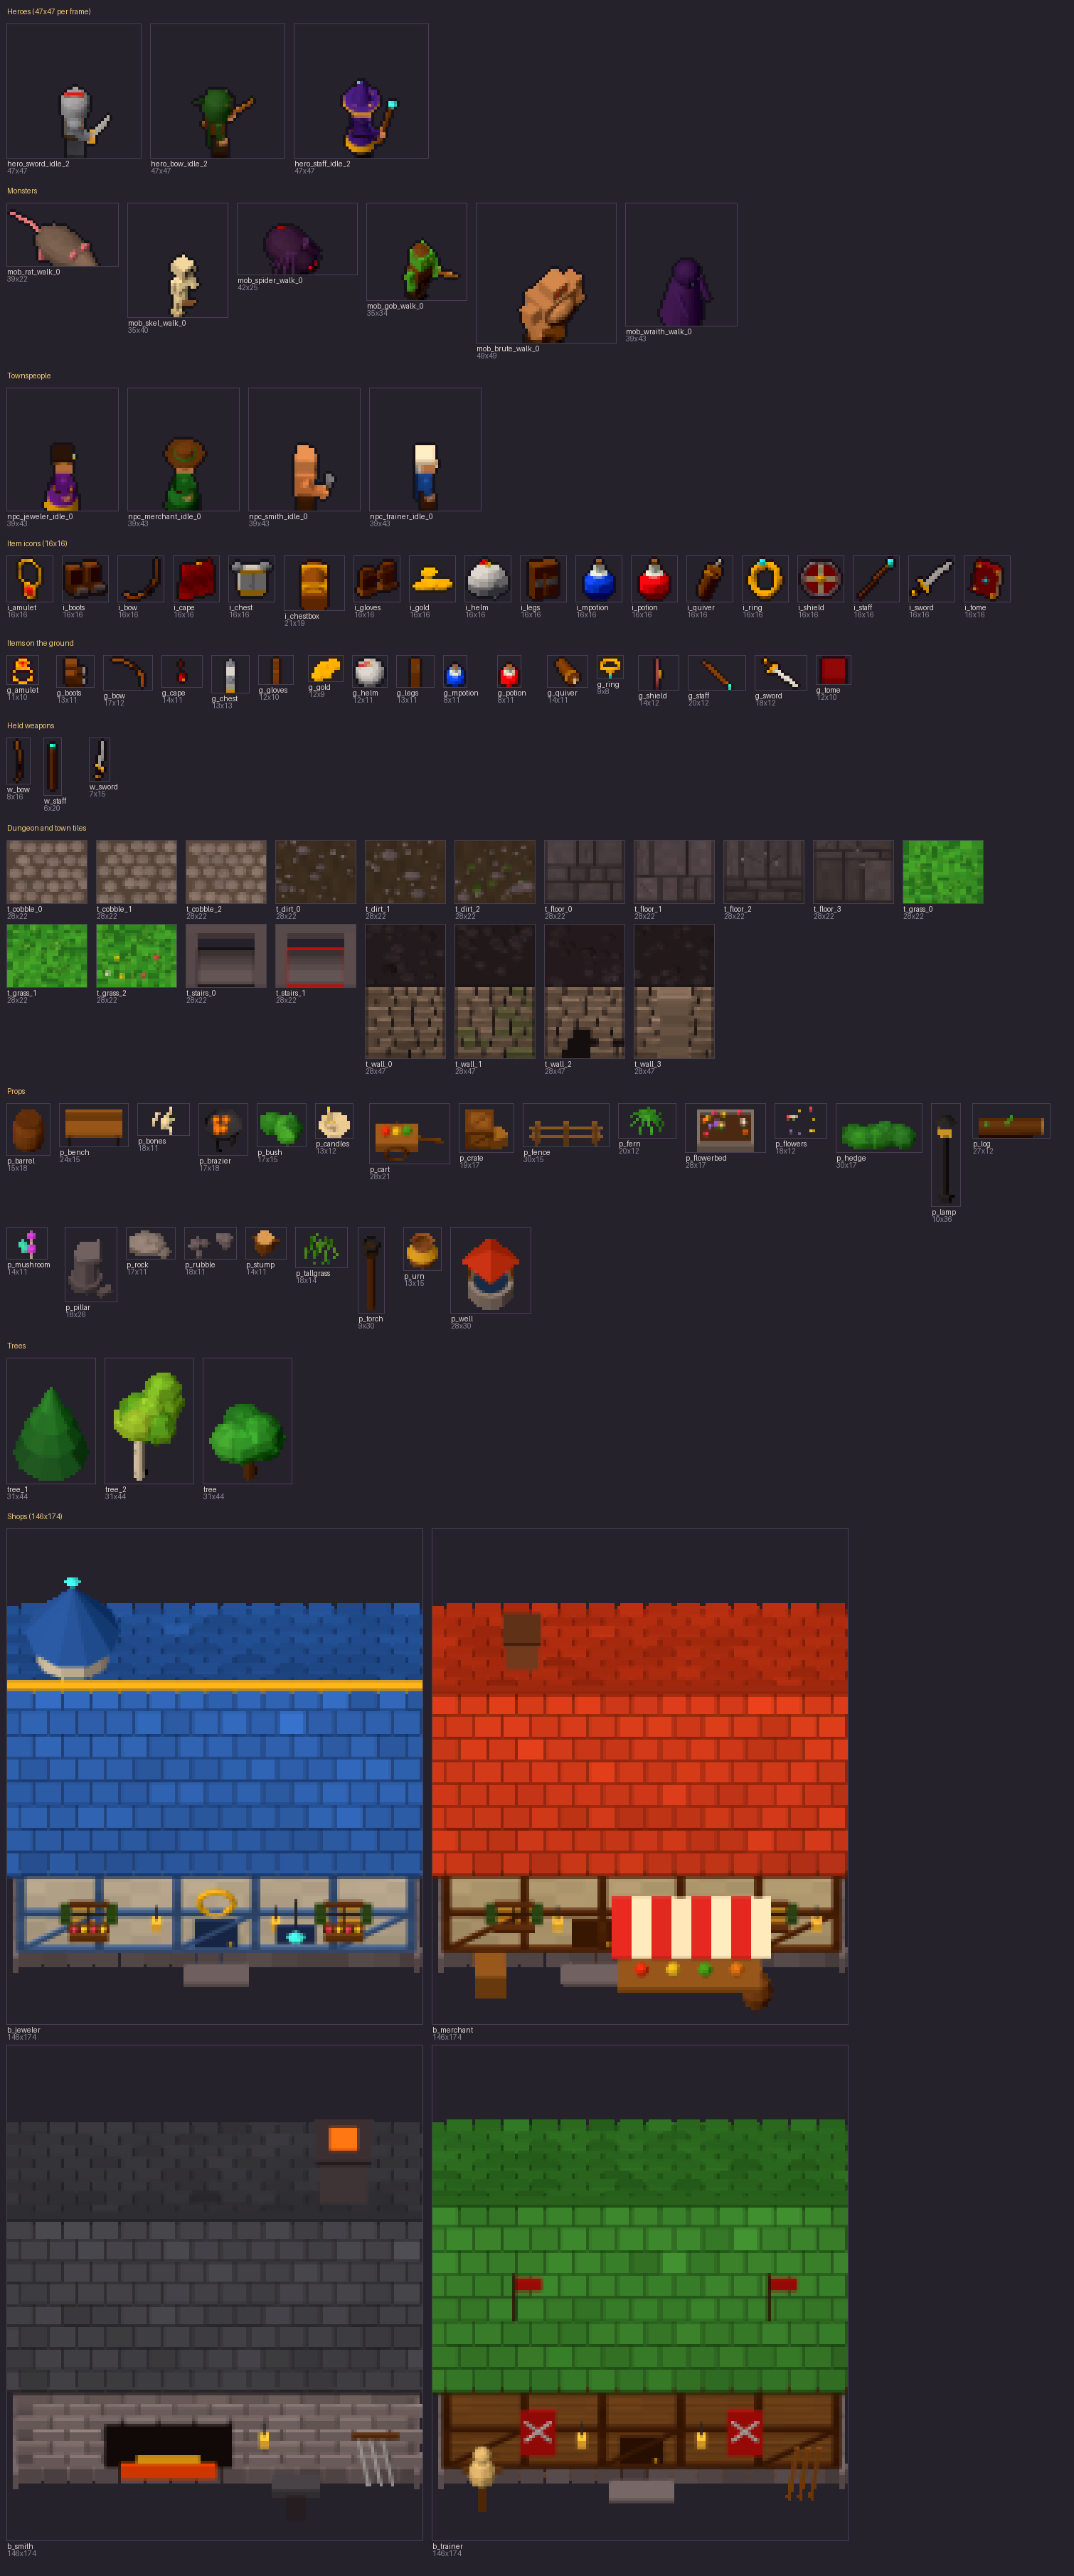 Heroes (47x47 per frame)
hero_sword_idle_2 hero_bow_idle_2 hero_staff_idle_2
47x47 47x47 47x47
Monsters
mob_rat_walk_0 mob_skel_walk_0 mob_spider_walk_0 mob_gob_walk_0 mob_brute_walk_0 mob_wraith_walk_0
39x22 35x40 42x25 35x34 49x49 39x43
Townspeople
npc_jeweler_idle_0 npc_merchant_idle_0 npc_smith_idle_0 npc_trainer_idle_0
39x43 39x43 39x43 39x43
Item icons (16x16)
i_amulet i_boots i_bow i_cape i_chest i_chestbox i_gloves i_gold i_helm i_legs i_mpotion i_potion i_quiver i_ring i_shield i_staff i_sword i_tome
16x16 16x16 16x16 16x16 16x16 21x19 16x16 16x16 16x16 16x16 16x16 16x16 16x16 16x16 16x16 16x16 16x16 16x16
Items on the ground
g_amulet g_boots g_bow g_cape g_chest g_gloves g_gold g_helm g_legs g_mpotion g_potion g_quiver g_ring g_shield g_staff g_sword g_tome
11x10 13x11 17x12 14x11 13x13 12x10 12x9 12x11 13x11 8x11 8x11 14x11 9x8 14x12 20x12 18x12 12x10
Held weapons
w_bow w_staff w_sword
8x16 6x20 7x15
Dungeon and town tiles
t_cobble_0 t_cobble_1 t_cobble_2 t_dirt_0 t_dirt_1 t_dirt_2 t_floor_0 t_floor_1 t_floor_2 t_floor_3 t_grass_0
28x22 28x22 28x22 28x22 28x22 28x22 28x22 28x22 28x22 28x22 28x22
t_grass_1 t_grass_2 t_stairs_0 t_stairs_1 t_wall_0 t_wall_1 t_wall_2 t_wall_3
28x22 28x22 28x22 28x22 28x47 28x47 28x47 28x47
Props
p_barrel p_bench p_bones p_brazier p_bush p_candles p_cart p_crate p_fence p_fern p_flowerbed p_flowers p_hedge p_lamp p_log
15x18 24x15 18x11 17x18 17x15 13x12 28x21 19x17 30x15 20x12 28x17 18x12 30x17 10x36 27x12
p_mushroom p_pillar p_rock p_rubble p_stump p_tallgrass p_torch p_urn p_well
14x11 18x26 17x11 18x11 14x11 18x14 9x30 13x15 28x30
Trees
tree_1 tree_2 tree
31x44 31x44 31x44
Shops (146x174)
b_jeweler b_merchant
146x174 146x174
b_smith b_trainer
146x174 146x174